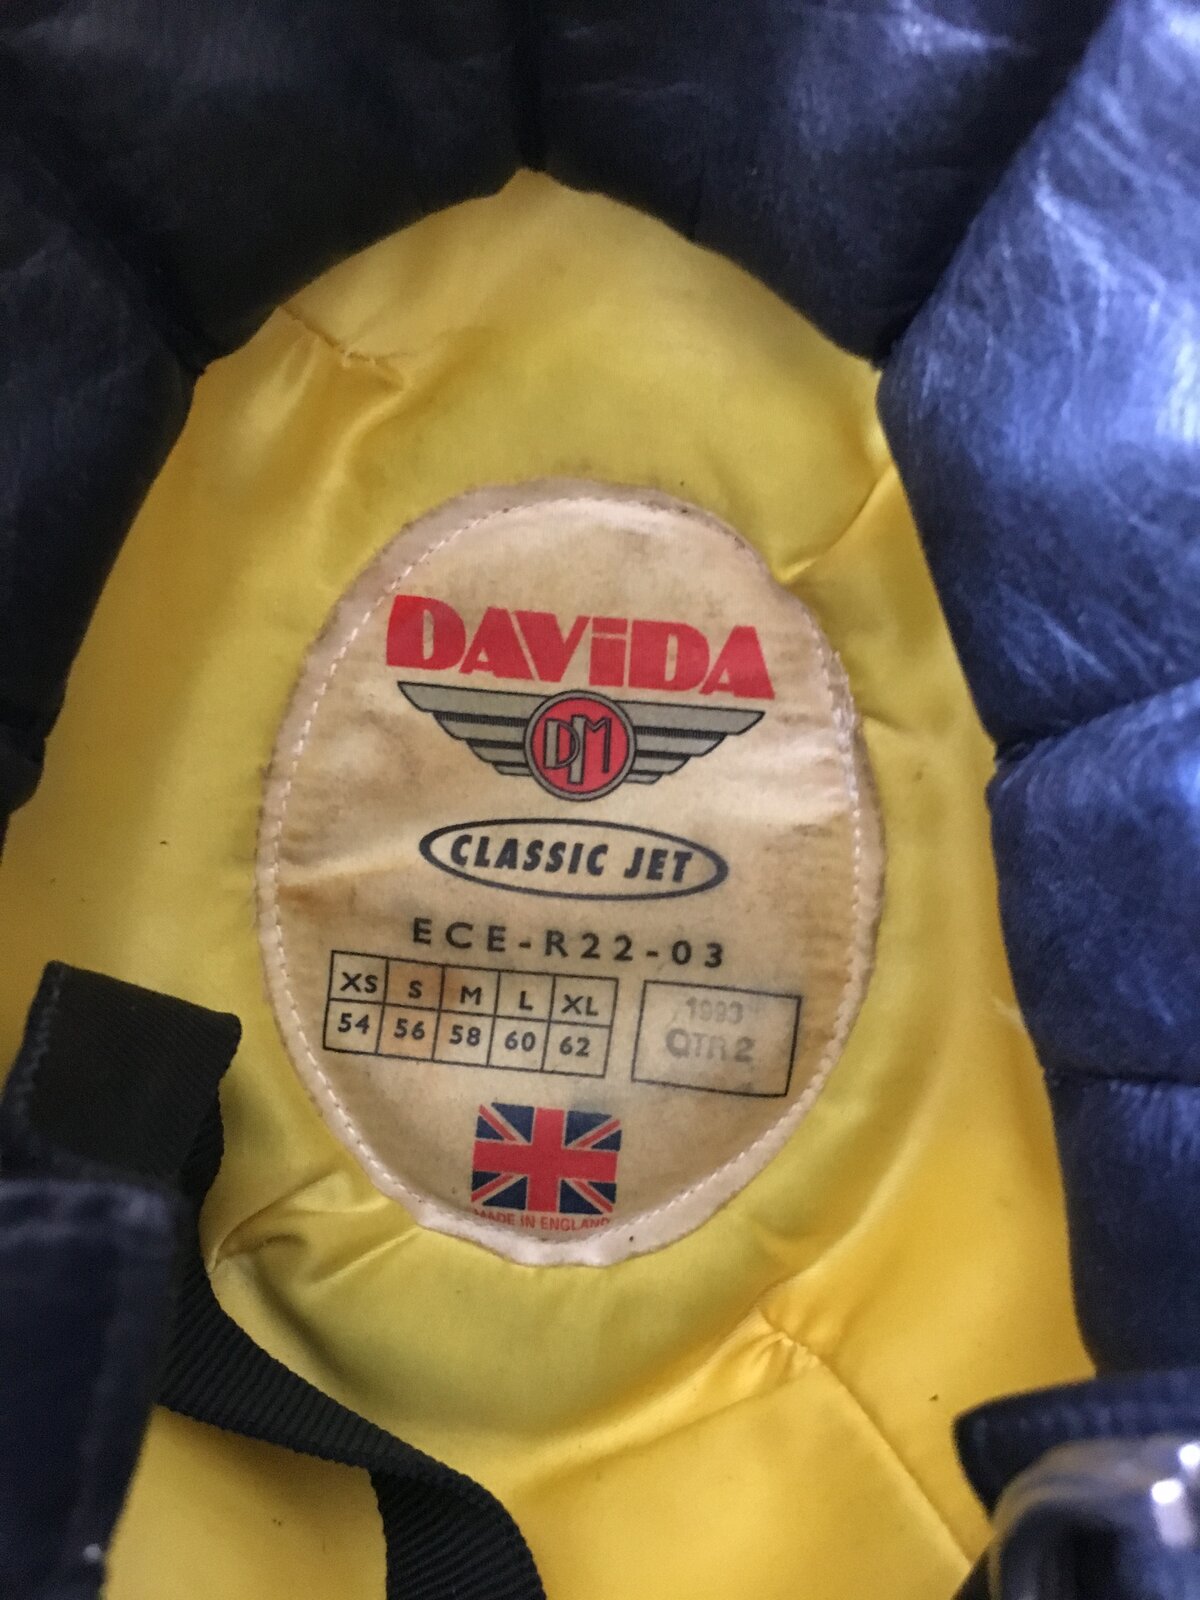 DAViDA
DM
CLASSIC JET
ECE-R22-03
XS S M L XL
54 56 58 60 62
1993
QTR 2
MADE IN ENGLAND